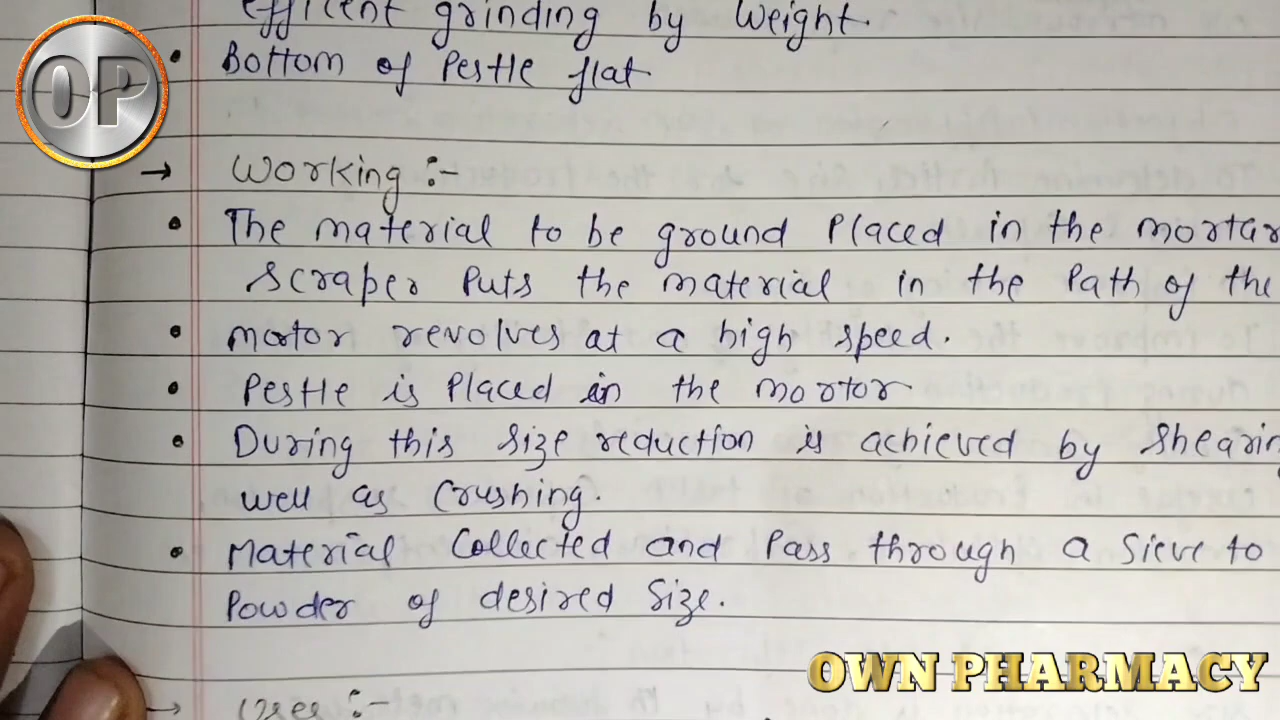 efficent grinding by weight.
• Bottom of Pestle flat
OP
→ Working :-
• The material to be ground Placed in the mortar
Scraper Puts the material in the Path of the
• mortor revolves at a high speed.
• Pestle is Placed in the mortor
• During this Size reduction is achieved by Shearin
well as Crushing.
• Material Collected and Pass through a Sieve to
Powder of desired Size.
→ Uses :-
OWN PHARMACY